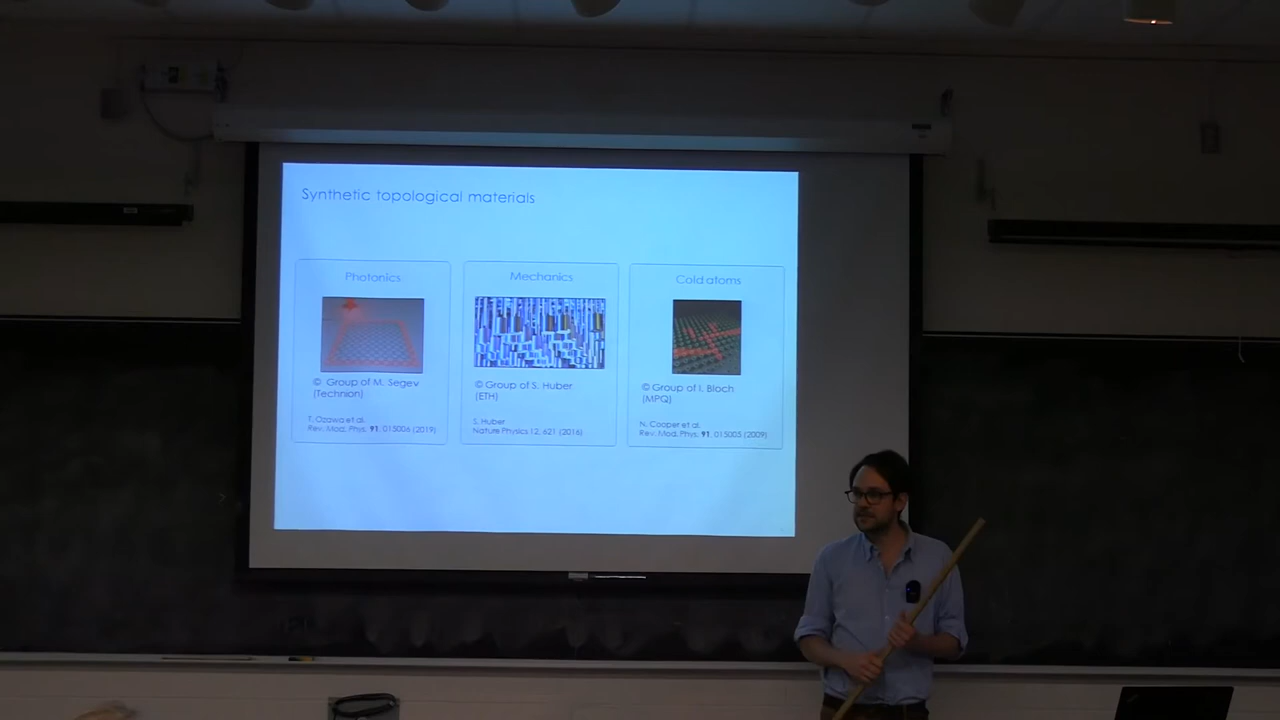 Synthetic topological materials
Photonics
© Group of M. Segev
(Technion)
T. Ozawa et al.
Rev. Mod. Phys. 91, 015006 (2019)
Mechanics
© Group of S. Huber
(ETH)
S. Huber
Nature Physics 12, 621 (2016)
Cold atoms
© Group of I. Bloch
(MPQ)
N. Cooper et al.
Rev. Mod. Phys. 91, 015005 (2009)